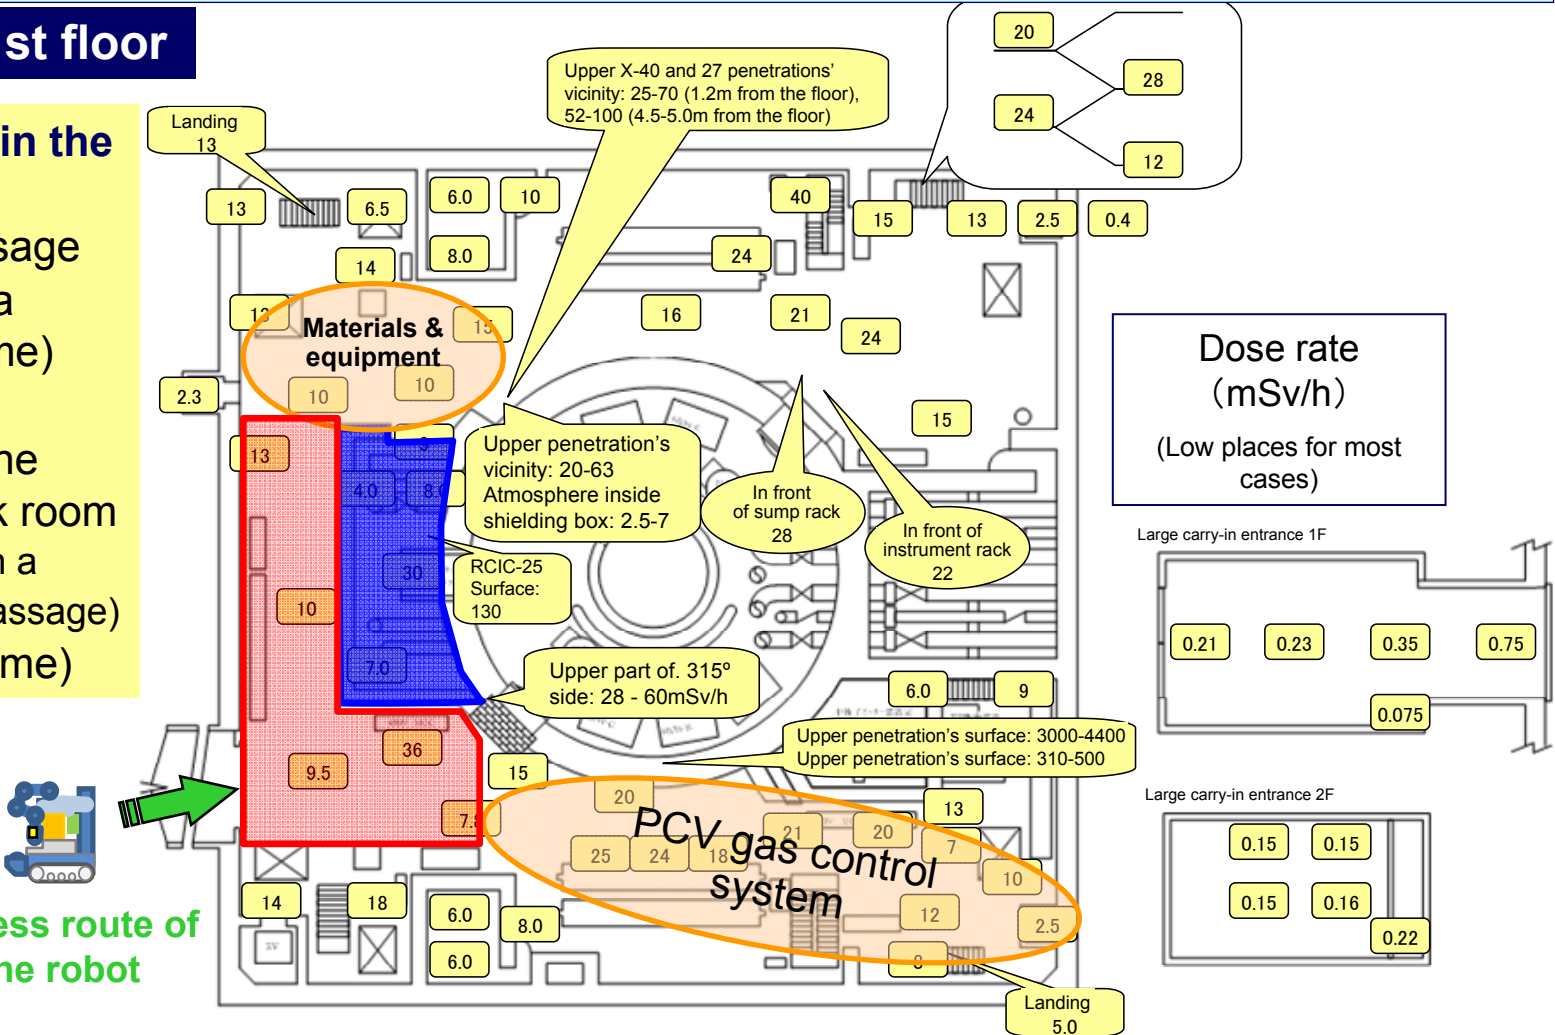 st floor
in the
sage
a
me)
ne
k room
n a
assage)
me)
ess route of
ne robot
Landing
13
Upper X-40 and 27 penetrations’
vicinity: 25-70 (1.2m from the floor),
52-100 (4.5-5.0m from the floor)
20
28
24
12
13
6.5
6.0
10
40
15
13
2.5
0.4
8.0
24
14
13
15
16
21
24
Materials &
equipment
10
10
2.3
15
13
9
4.0
8.0
Upper penetration’s
vicinity: 20-63
Atmosphere inside
shielding box: 2.5-7
In front
of sump rack
28
In front of
instrument rack
22
30
RCIC-25
Surface:
130
10
7.0
Upper part of. 315º
side: 28 - 60mSv/h
6.0
9
36
9.5
15
Upper penetration’s surface: 3000-4400
Upper penetration’s surface: 310-500
20
13
7.
21
20
7
PCV gas control
system
25
24
18
10
14
18
6.0
8.0
12
2.5
6.0
8
Landing
5.0
Dose rate
（mSv/h）
(Low places for most
cases)
Large carry-in entrance 1F
0.21
0.23
0.35
0.75
0.075
Large carry-in entrance 2F
0.15
0.15
0.15
0.16
0.22